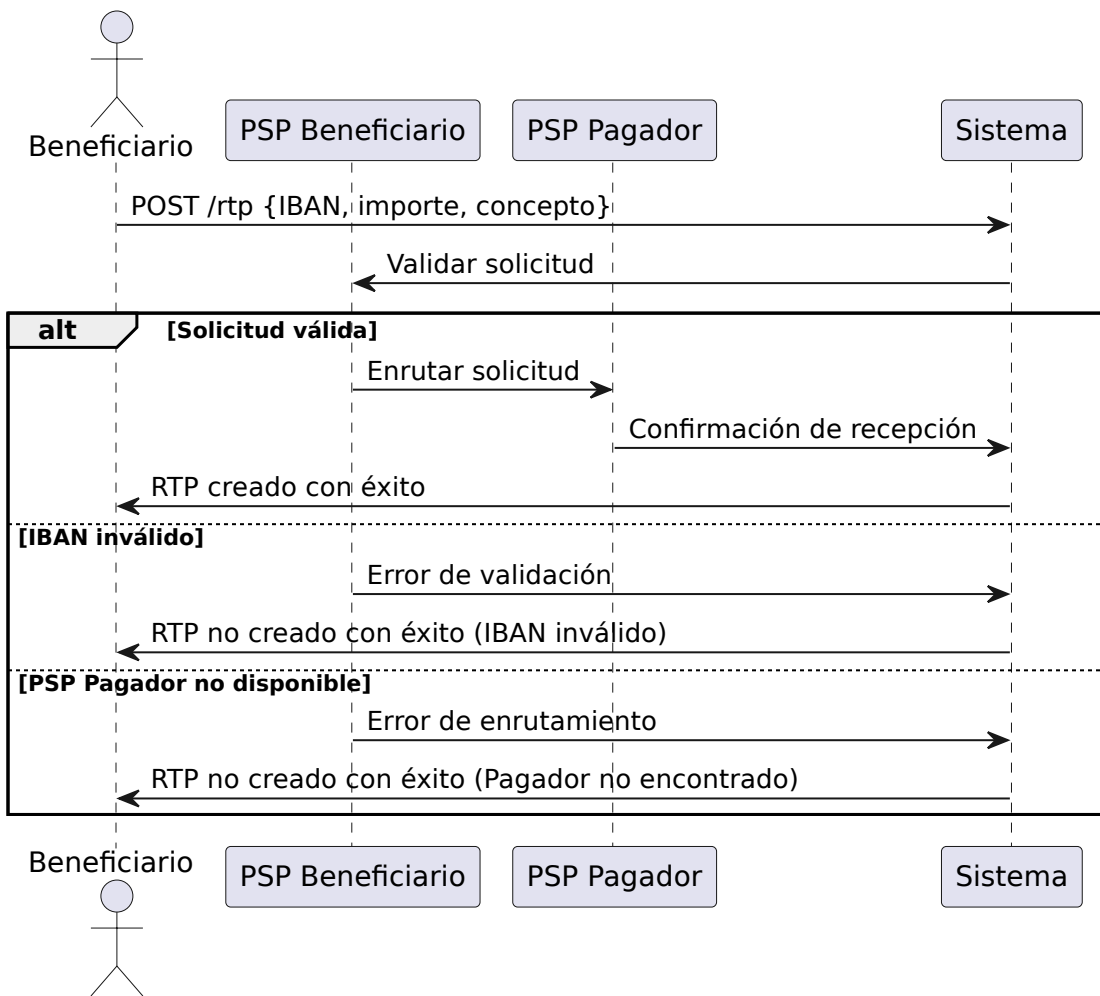 Beneficiario
PSP Beneficiario
PSP Pagador
Sistema
POST /rtp {IBAN, importe, concepto}
Validar solicitud
alt
[Solicitud válida]
Enrutar solicitud
Confirmación de recepción
RTP creado con éxito
[IBAN inválido]
Error de validación
RTP no creado con éxito (IBAN inválido)
[PSP Pagador no disponible]
Error de enrutamiento
RTP no creado con éxito (Pagador no encontrado)
Beneficiario
PSP Beneficiario
PSP Pagador
Sistema